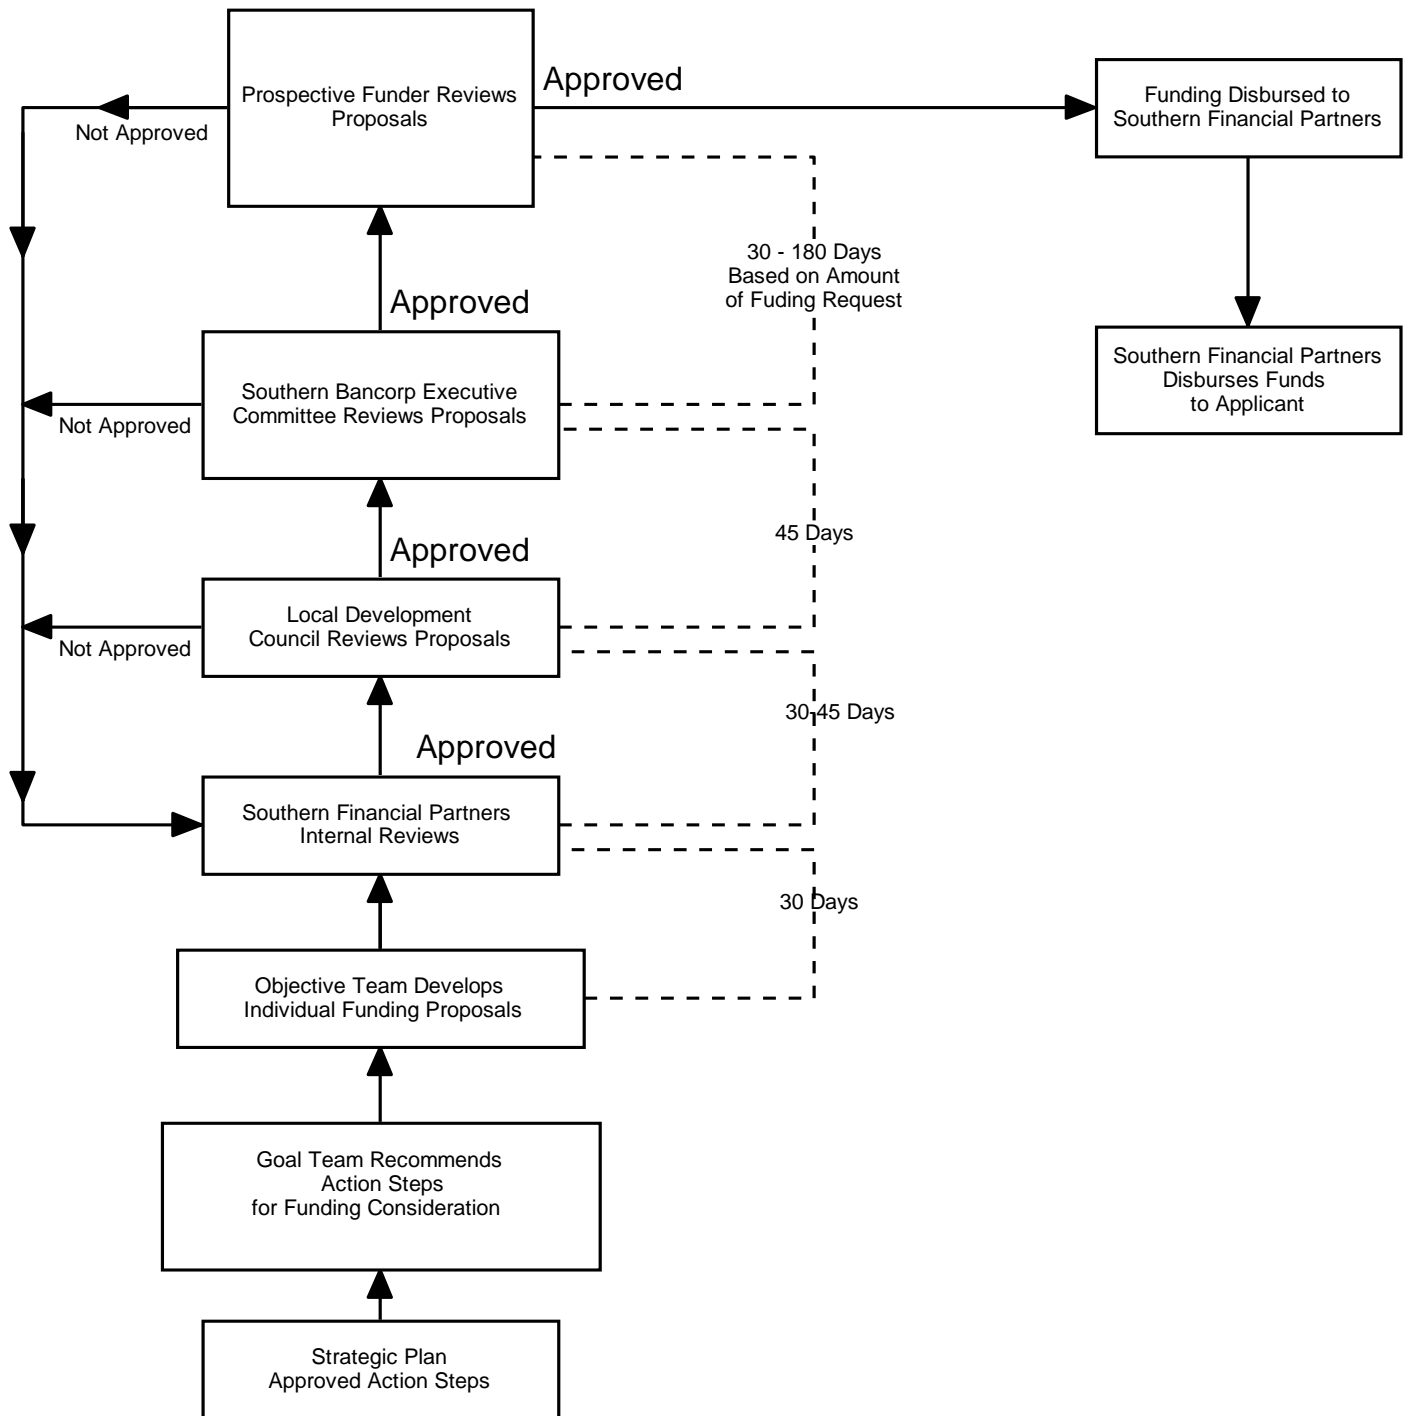 Approved
Prospective Funder Reviews
Proposals
Not Approved
Funding Disbursed to
Southern Financial Partners
30 - 180 Days
Based on Amount
of Fuding Request
Approved
Southern Financial Partners
Disburses Funds
to Applicant
Southern Bancorp Executive
Committee Reviews Proposals
Not Approved
45 Days
Approved
Local Development
Council Reviews Proposals
Not Approved
30-45 Days
Approved
Southern Financial Partners
Internal Reviews
30 Days
Objective Team Develops
Individual Funding Proposals
Goal Team Recommends
Action Steps
for Funding Consideration
Strategic Plan
Approved Action Steps